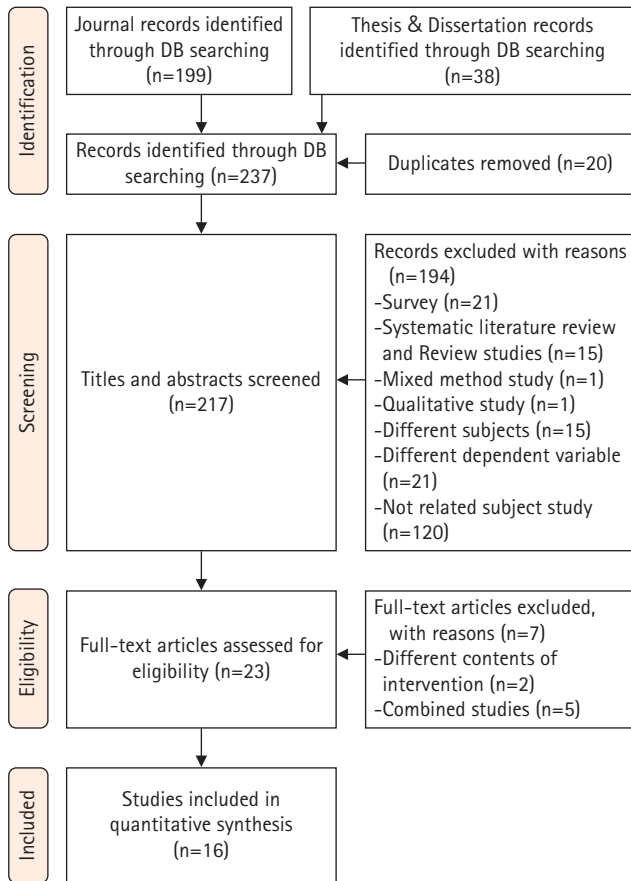 Identification
Journal records identified
through DB searching
(n=199)
Thesis & Dissertation records
identified through DB searching
(n=38)
Records identified through DB
searching (n=237)
Duplicates removed (n=20)
Screening
Titles and abstracts screened
(n=217)
Records excluded with reasons
(n=194)
-Survey (n=21)
-Systematic literature review
and Review studies (n=15)
-Mixed method study (n=1)
-Qualitative study (n=1)
-Different subjects (n=15)
-Different dependent variable
(n=21)
-Not related subject study
(n=120)
Eligibility
Full-text articles assessed for
eligibility (n=23)
Full-text articles excluded,
with reasons (n=7)
-Different contents of
intervention (n=2)
-Combined studies (n=5)
Included
Studies included in
quantitative synthesis
(n=16)